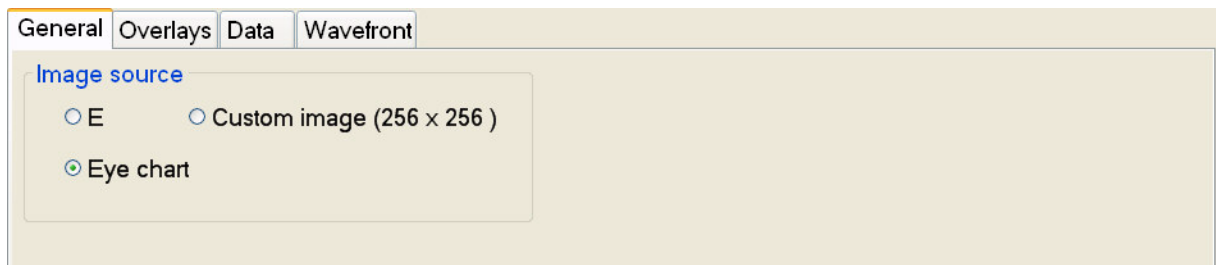 General Overlays Data Wavefront
Image source
E Custom image (256 x 256 )
Eye chart